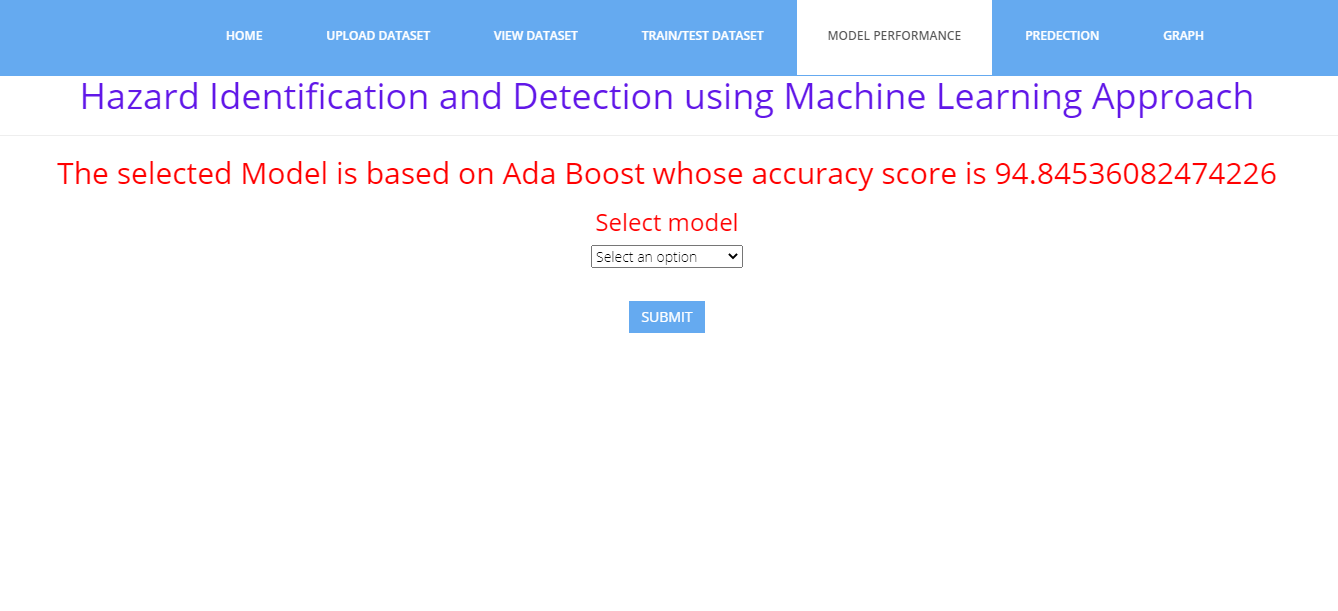 HOME UPLOAD DATASET VIEW DATASET TRAIN/TEST DATASET MODEL PERFORMANCE PREDECTION GRAPH
Hazard Identification and Detection using Machine Learning Approach
The selected Model is based on Ada Boost whose accuracy score is 94.84536082474226
Select model
Select an option
SUBMIT